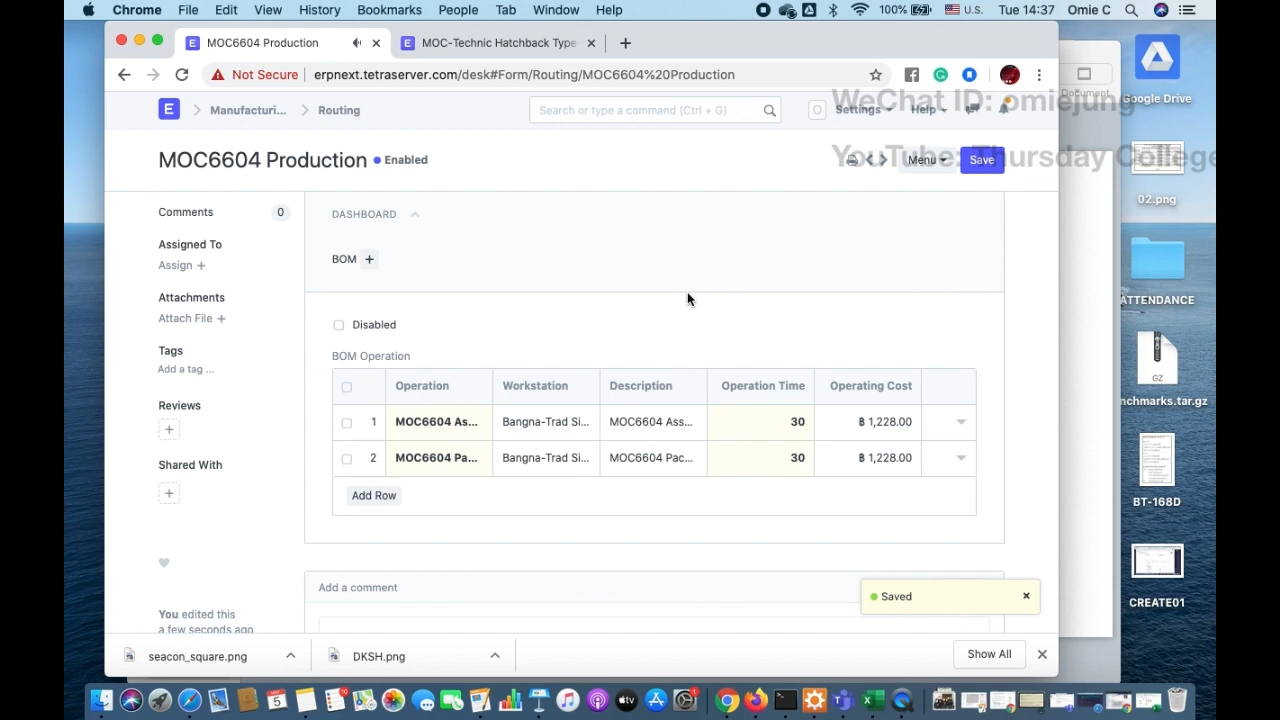 Chrome File Edit View History Bookmarks People Tab Window Help 100% U.S. Tue 14:37 Omie C
MOC6604 Production
MOC-Technic Hatchback Type
Not Secure erpnext.tetraserver.com/desk#Form/Routing/MOC6604%20Production
Document
WeChat ID: omiejung
Google Drive
E Manufacturi... Routing
Search or type a command (Ctrl + G)
O Settings Help
MOC6604 Production Enabled
Menu Save
YouTube: Thursday College
02.png
Comments 0
DASHBOARD
Assigned To
Assign +
BOM +
Attachments
Attach File +
ATTENDANCE
Disabled
Tags
Add a tag ...
BOM Operation
Operation Workstation Description Operation Time Operating Cost
GZ
nchmarks.tar.gz
Reviews
1 MOC6604 As... Bangna-Trad Si... MOC6604 Ass... 30 ฿ 1,228.00
2 MOC6604 Pa... Bangna-Trad Si... MOC6604 Pac... 30 ฿ 1,228.00
Shared With
Add Row
BT-168D
Add a comment
Saved
CREATE01
You edited this
a few seconds ago
seacon_square.png
DKSH.png
Show All